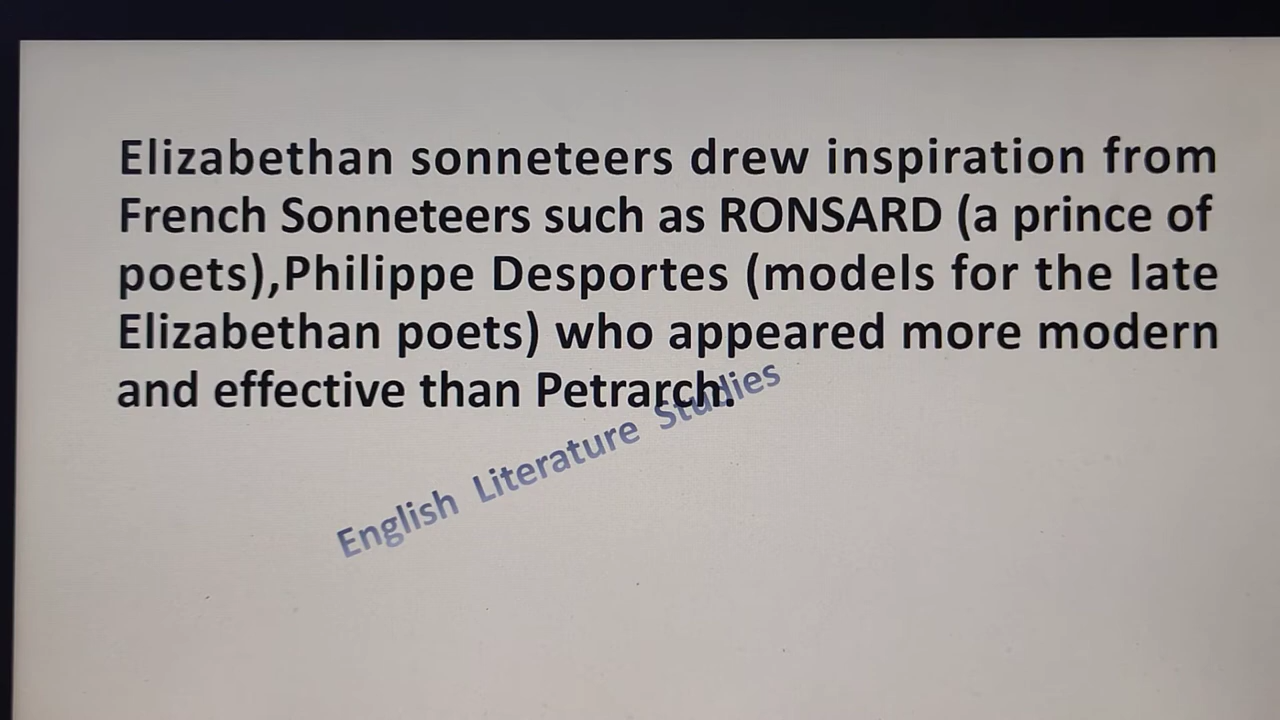 Elizabethan sonneteers drew inspiration from
French Sonneteers such as RONSARD (a prince of
poets),Philippe Desportes (models for the late
Elizabethan poets) who appeared more modern
and effective than Petrarch.
English Literature Studies